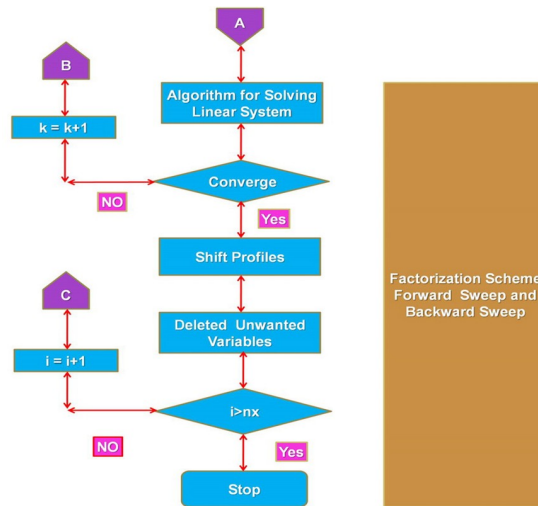 A
B
Algorithm for Solving
Linear System
k = k+1
Converge
NO
Yes
Shift Profiles
C
Deleted Unwanted
Variables
i = i+1
i>nx
NO
Yes
Stop
Factorization Scheme
Forward Sweep and
Backward Sweep